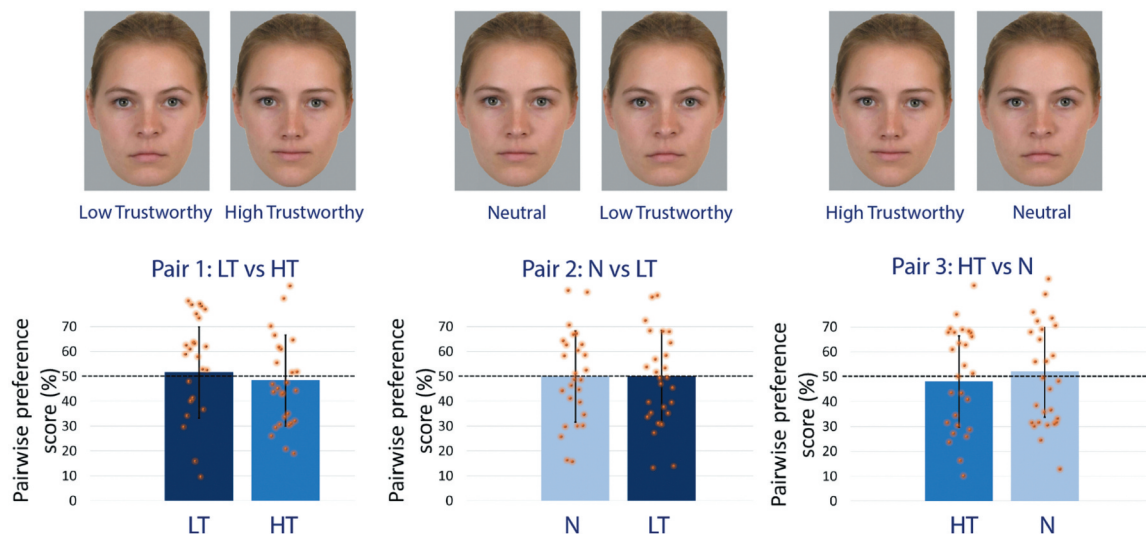 Low Trustworthy High Trustworthy
Neutral Low Trustworthy
High Trustworthy Neutral
Pair 1: LT vs HT
Pairwise preference
score (%)
70
60
50
40
30
20
10
0
LT HT
Pair 2: N vs LT
Pairwise preference
score (%)
70
60
50
40
30
20
10
0
N LT
Pair 3: HT vs N
Pairwise preference
score (%)
70
60
50
40
30
20
10
0
HT N